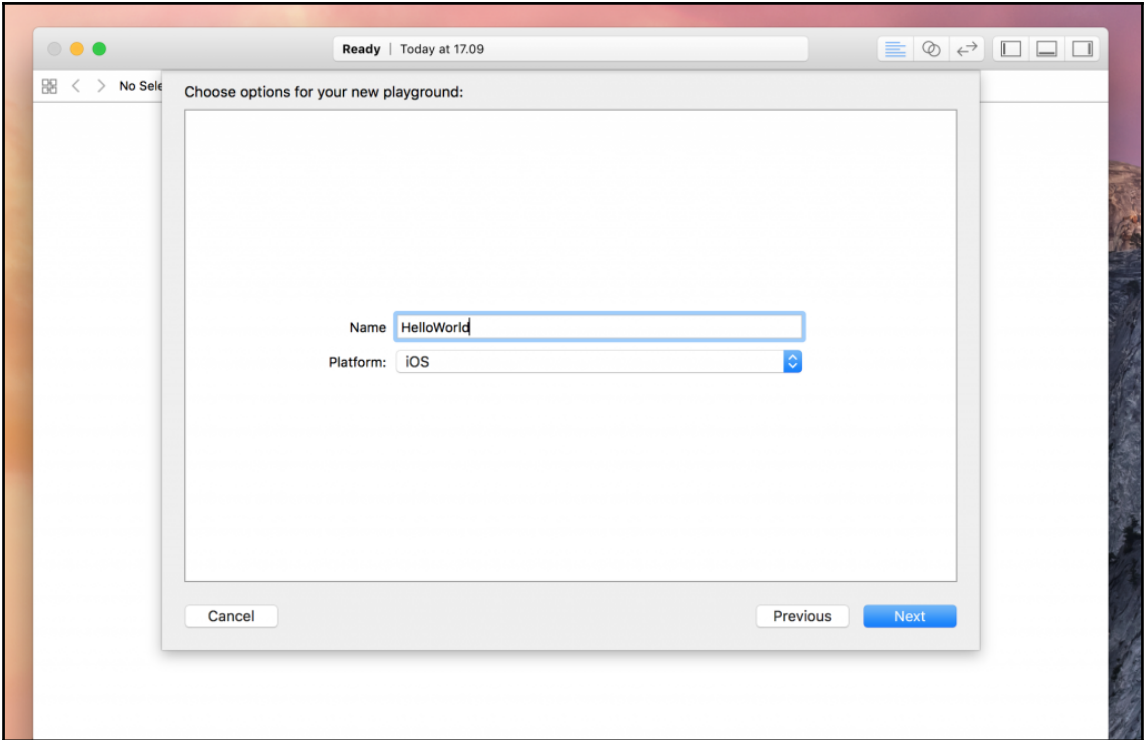 Ready | Today at 17.09
No Sele
Choose options for your new playground:
Name HelloWorld
Platform: iOS
Cancel Previous Next